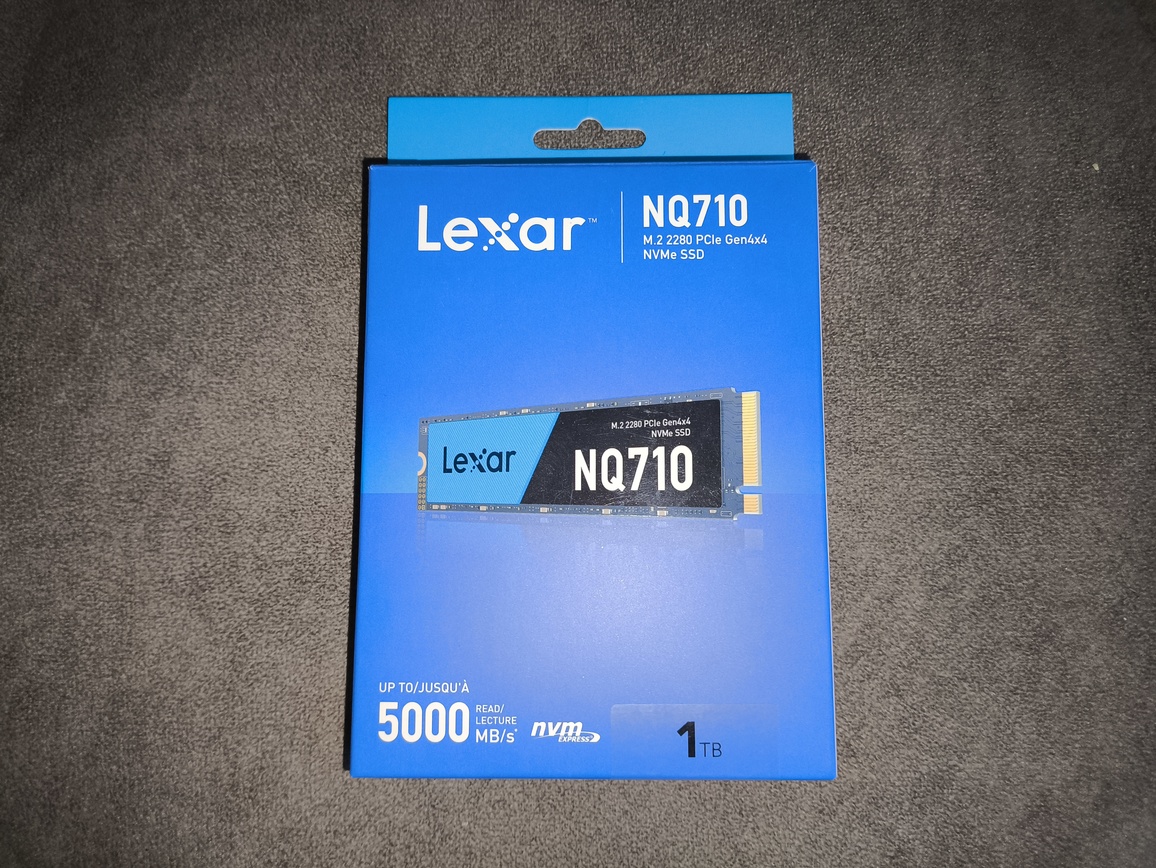 Lexar™
NQ710
M.2 2280 PCIe Gen4x4
NVMe SSD
M.2 2280 PCIe Gen4x4
NVMe SSD
Lexar
NQ710
UP TO/JUSQU'À
5000
READ/
LECTURE
MB/s*
nvm
EXPRESS
1TB